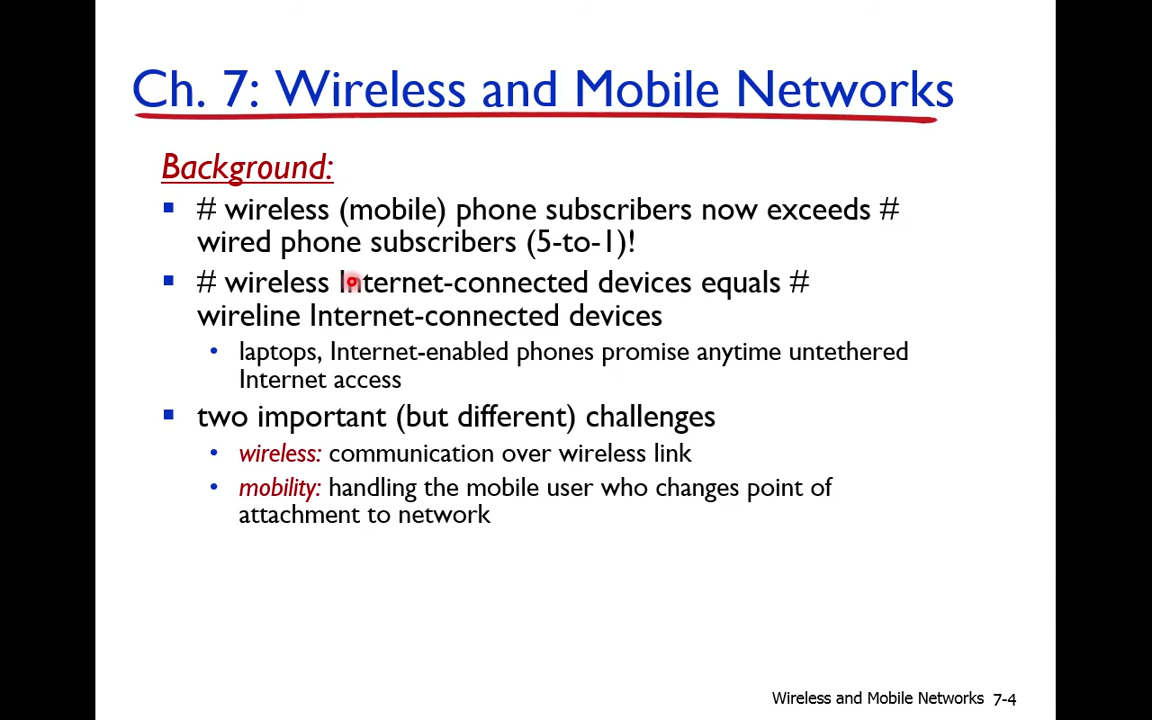 Ch. 7: Wireless and Mobile Networks
Background:
▪ # wireless (mobile) phone subscribers now exceeds #
wired phone subscribers (5-to-1)!
▪ # wireless Internet-connected devices equals #
wireline Internet-connected devices
• laptops, Internet-enabled phones promise anytime untethered
Internet access
▪ two important (but different) challenges
• wireless: communication over wireless link
• mobility: handling the mobile user who changes point of
attachment to network
Wireless and Mobile Networks 7-4